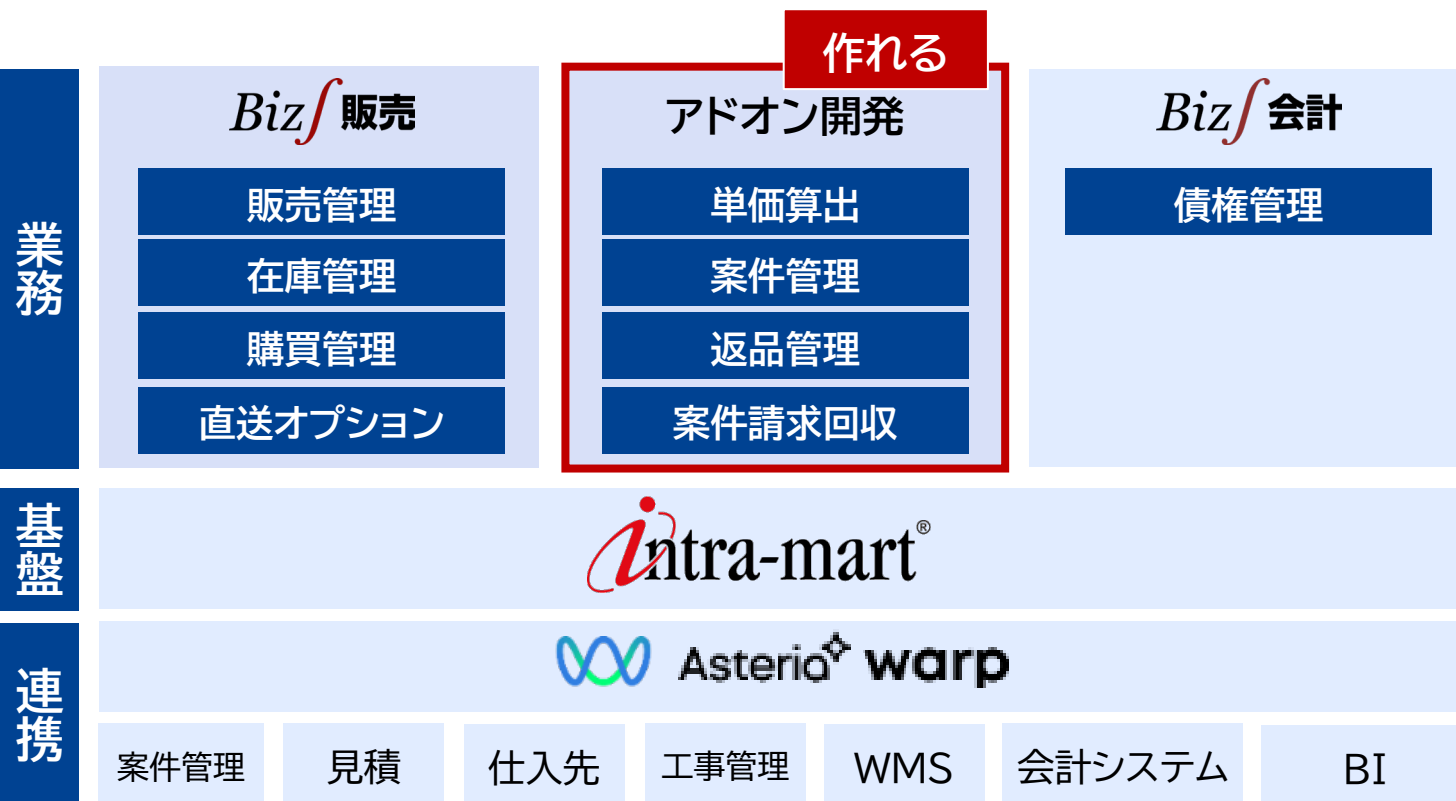 作れる
業務
Biz∫販売
販売管理
在庫管理
購買管理
直送オプション
アドオン開発
単価算出
案件管理
返品管理
案件請求回収
Biz∫会計
債権管理
基盤
intra-mart®
連携
Asteria warp
案件管理
見積
仕入先
工事管理
WMS
会計システム
BI